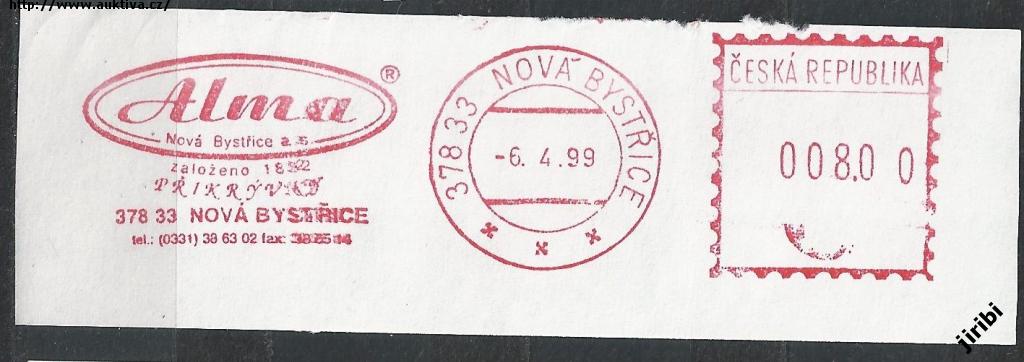 http://www.auktiva.cz/
Alma ®
Nová Bystřice a.s.
založeno
PŘIKRÝVKY
378 33 NOVÁ BYSTŘICE
tel.: (0331) 38 63 02 fax:
378 33 NOVÁ BYSTŘICE
-6. 4.99
ČESKÁ REPUBLIKA
008.0 0
jiribi